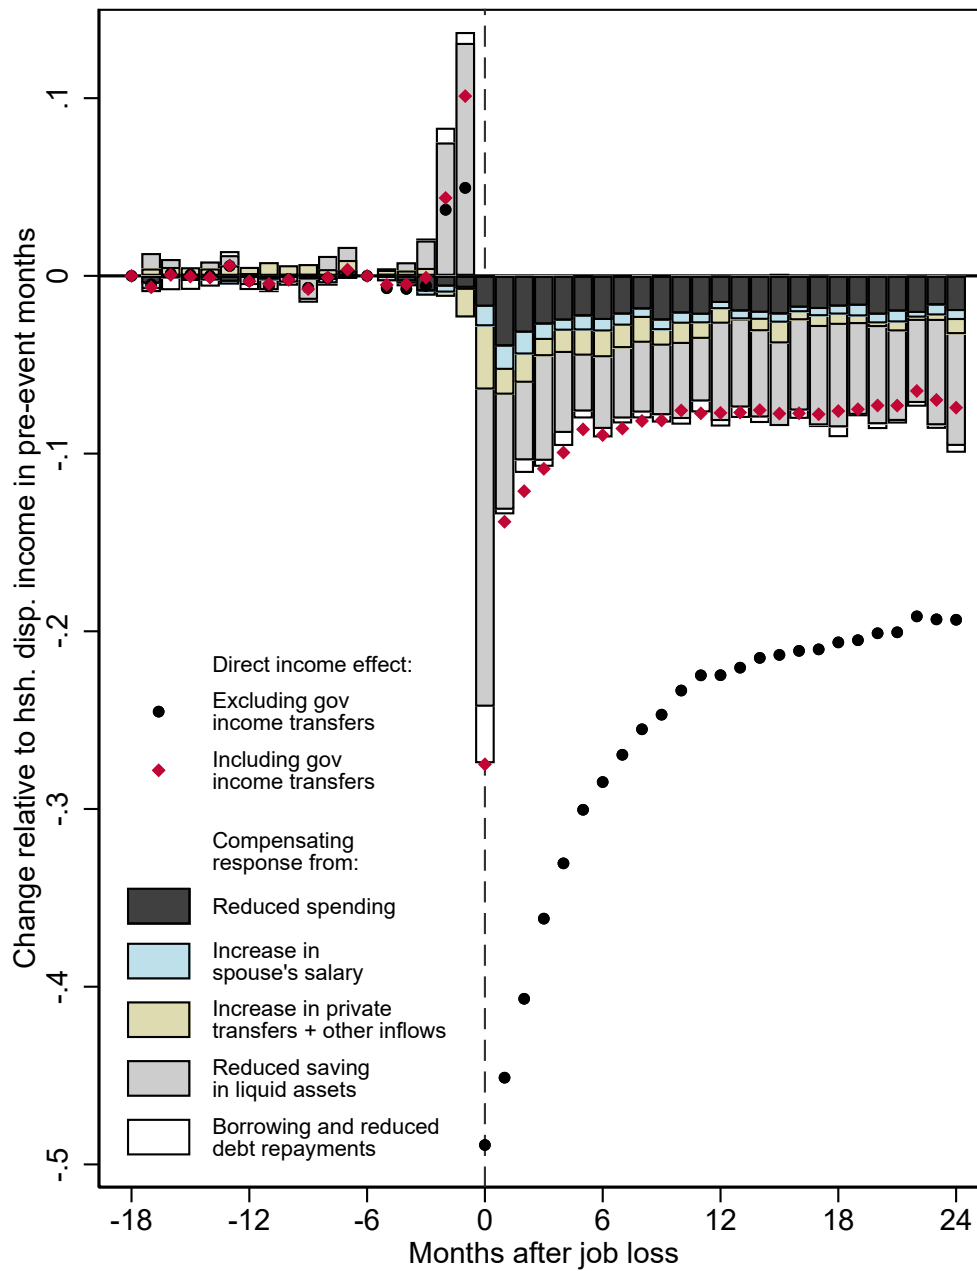 Change relative to hsh. disp. income in pre-event months
.1
0
-.1
-.2
-.3
-.4
-.5
Direct income effect:
Excluding gov
income transfers
Including gov
income transfers
Compensating
response from:
Reduced spending
Increase in
spouse's salary
Increase in private
transfers + other inflows
Reduced saving
in liquid assets
Borrowing and reduced
debt repayments
-18 -12 -6 0 6 12 18 24
Months after job loss